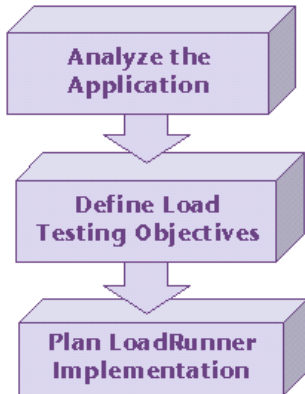 Analyze the
Application
Define Load
Testing Objectives
Plan LoadRunner
Implementation